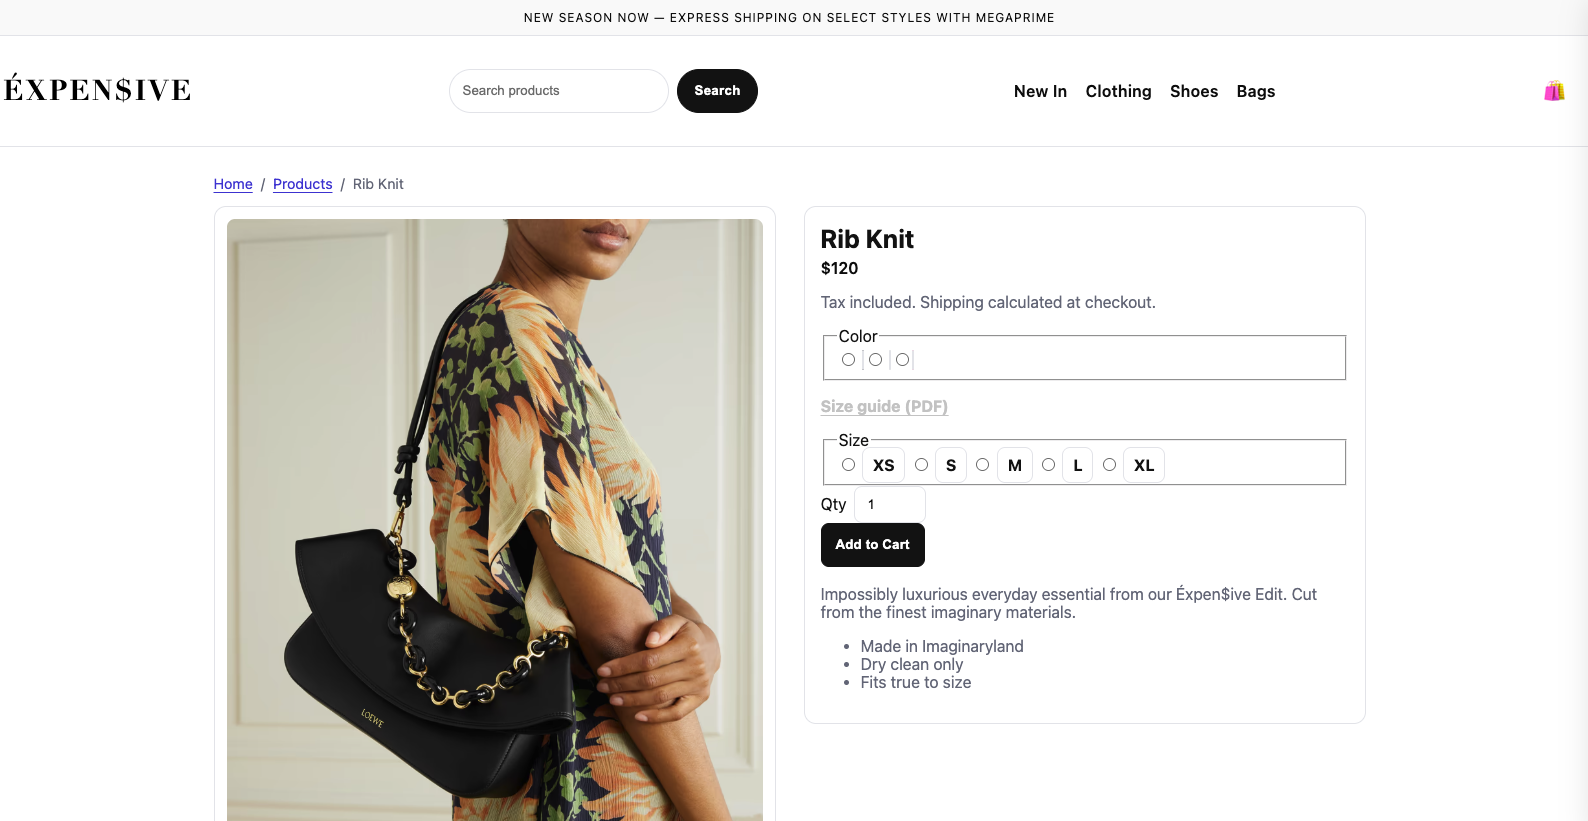 NEW SEASON NOW — EXPRESS SHIPPING ON SELECT STYLES WITH MEGAPRIME
ÉXPEN$IVE
Search products
Search
New In Clothing Shoes Bags
Home / Products / Rib Knit
LOEWE
Rib Knit
$120
Tax included. Shipping calculated at checkout.
Color
Size guide (PDF)
Size
XS S M L XL
Qty 1
Add to Cart
Impossibly luxurious everyday essential from our Éxpen$ive Edit. Cut
from the finest imaginary materials.
• Made in Imaginaryland
• Dry clean only
• Fits true to size